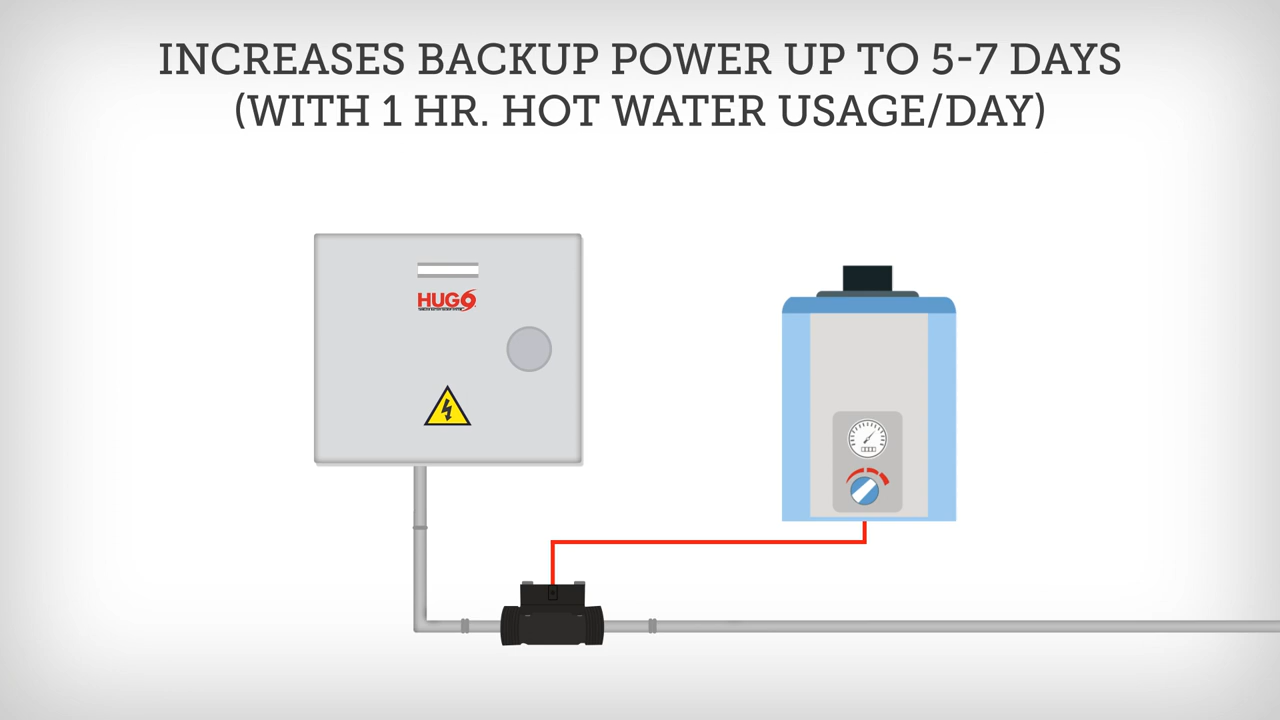 INCREASES BACKUP POWER UP TO 5-7 DAYS
(WITH 1 HR. HOT WATER USAGE/DAY)
HUGO